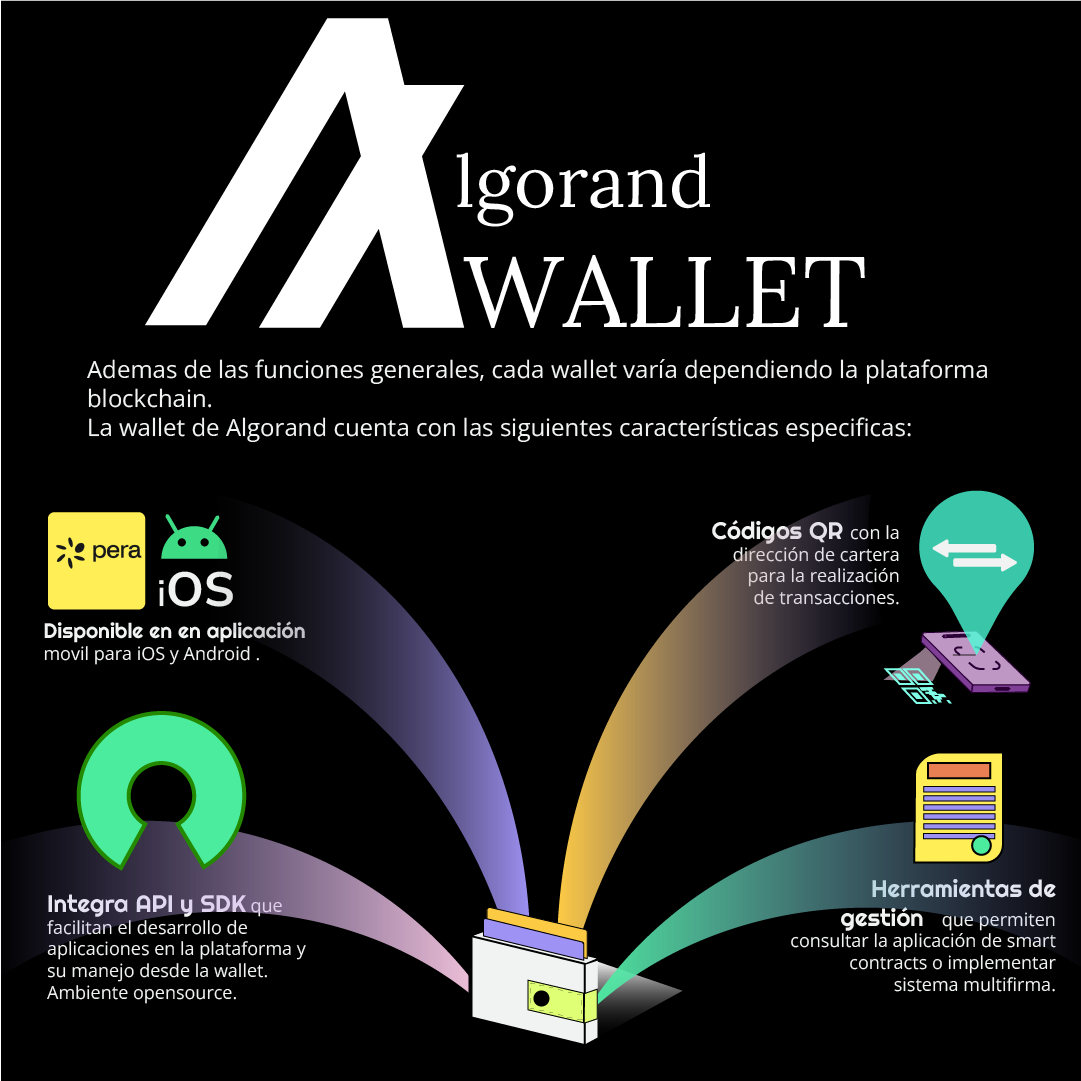 Algorand
WALLET
Ademas de las funciones generales, cada wallet varía dependiendo la plataforma
blockchain.
La wallet de Algorand cuenta con las siguientes características especificas:
pera
iOS
Disponible en en aplicación
movil para iOS y Android .
Códigos QR con la
dirección de cartera
para la realización
de transacciones.
Integra API y SDK que
facilitan el desarrollo de
aplicaciones en la plataforma y
su manejo desde la wallet.
Ambiente opensource.
Herramientas de
gestión que permiten
consultar la aplicación de smart
contracts o implementar
sistema multifirma.